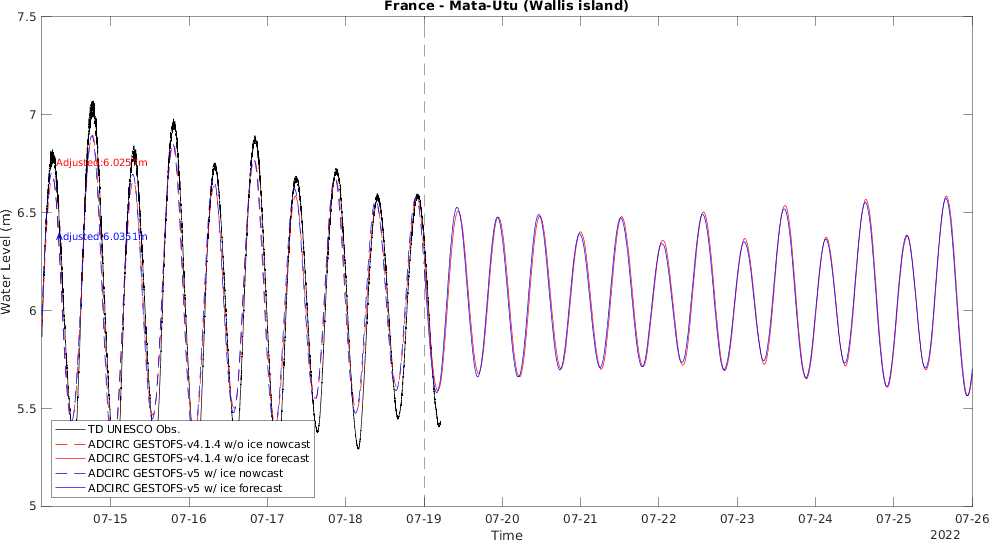 France - Mata-Utu (Wallis island)
7.5
7
6.5
6
5.5
5
Water Level (m)
Adjusted:6.0257m
Adjusted:6.0351m
TD UNESCO Obs.
ADCIRC GESTOFS-v4.1.4 w/o ice nowcast
ADCIRC GESTOFS-v4.1.4 w/o ice forecast
ADCIRC GESTOFS-v5 w/ ice nowcast
ADCIRC GESTOFS-v5 w/ ice forecast
07-15 07-16 07-17 07-18 07-19 07-20 07-21 07-22 07-23 07-24 07-25 07-26
Time
2022